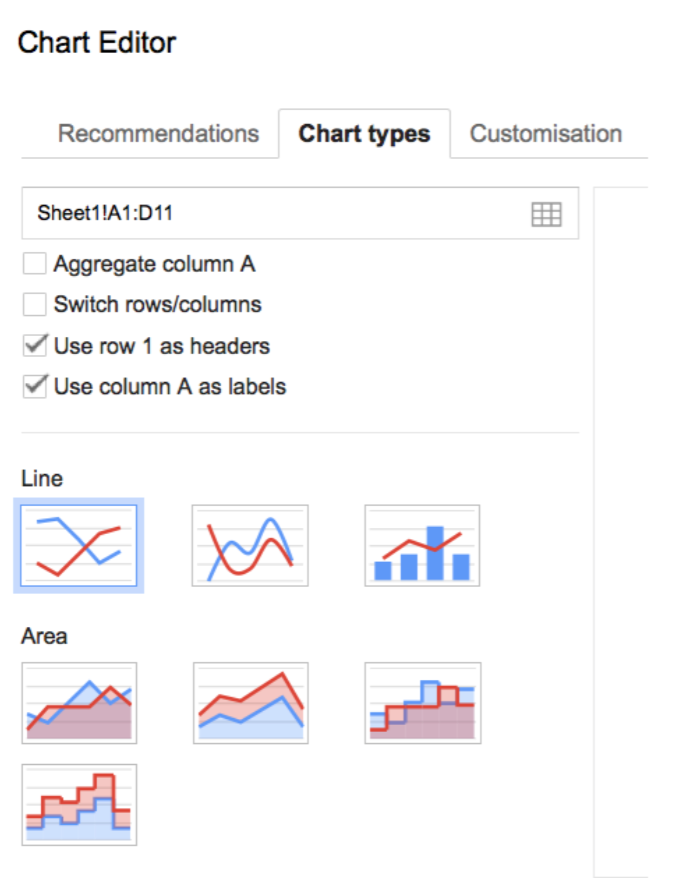 Chart Editor
Recommendations Chart types Customisation
Sheet1!A1:D11
Aggregate column A
Switch rows/columns
Use row 1 as headers
Use column A as labels
Line
Area